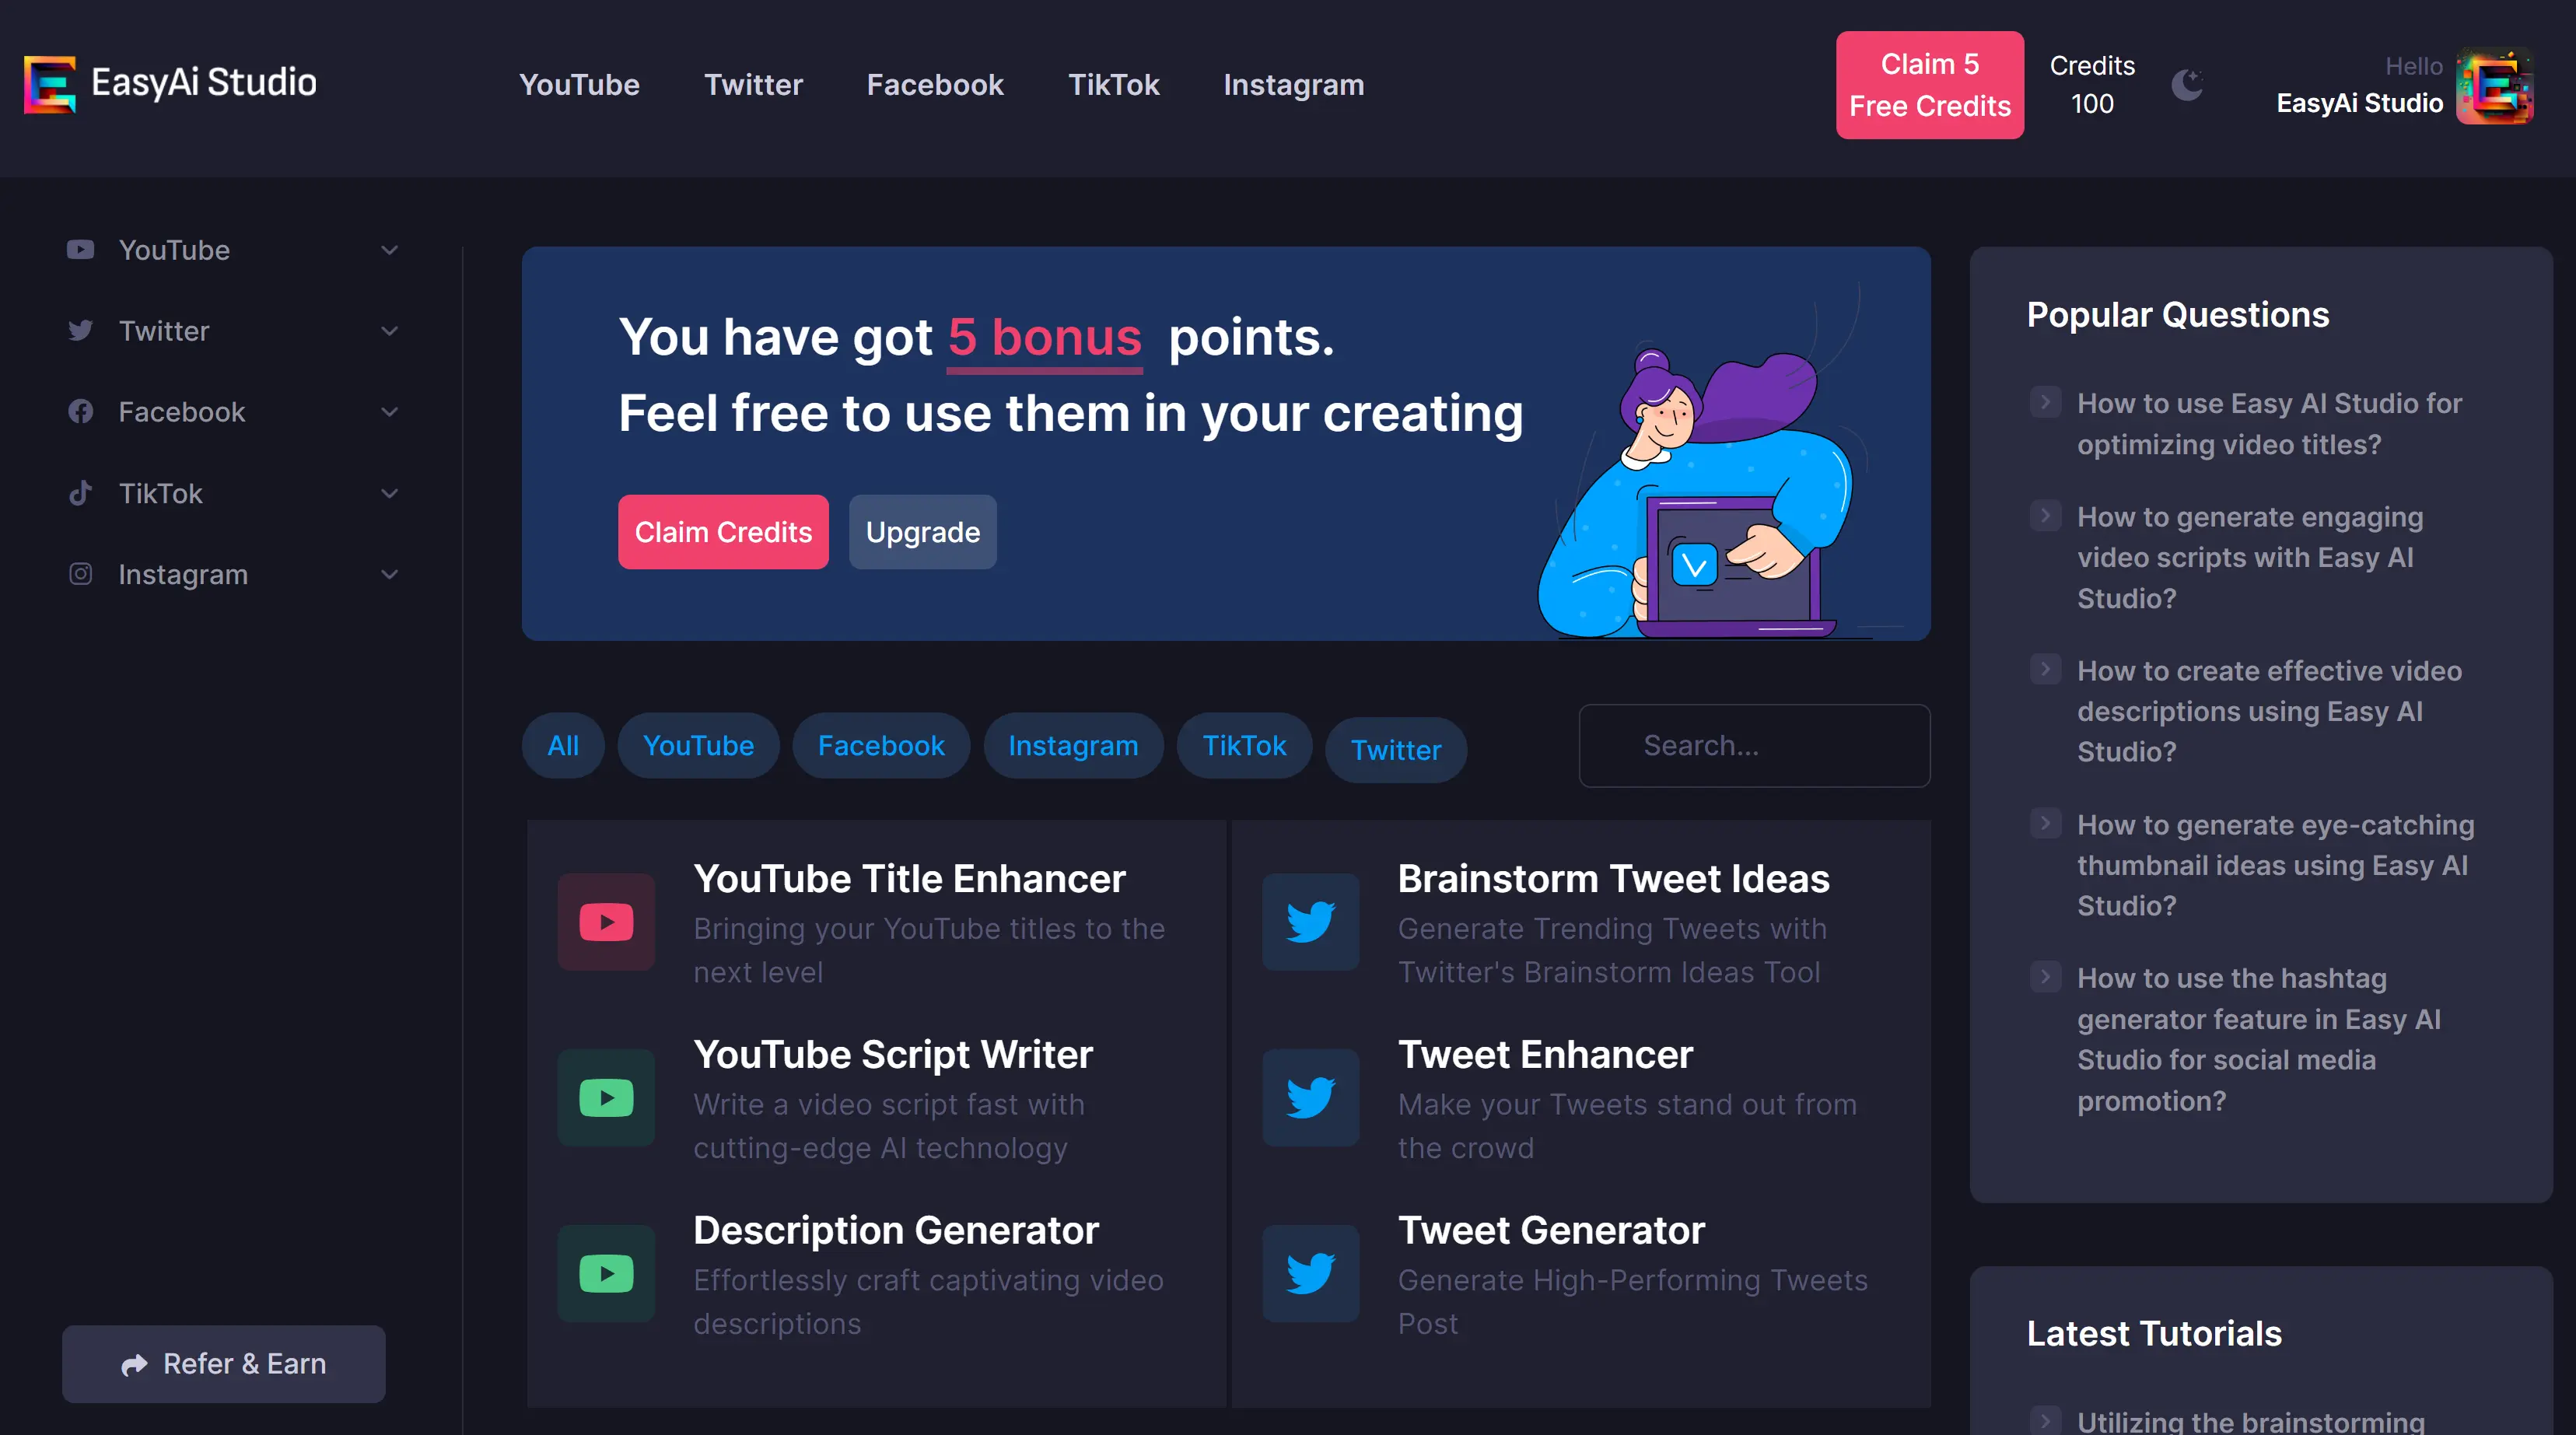 EasyAi Studio
YouTube
Twitter
Facebook
TikTok
Instagram
Claim 5
Free Credits
Credits
100
Hello
EasyAi Studio
YouTube
Twitter
Facebook
TikTok
Instagram
Refer & Earn
You have got 5 bonus points.
Feel free to use them in your creating
Claim Credits
Upgrade
All
YouTube
Facebook
Instagram
TikTok
Twitter
Search...
YouTube Title Enhancer
Bringing your YouTube titles to the
next level
YouTube Script Writer
Write a video script fast with
cutting-edge AI technology
Description Generator
Effortlessly craft captivating video
descriptions
Brainstorm Tweet Ideas
Generate Trending Tweets with
Twitter's Brainstorm Ideas Tool
Tweet Enhancer
Make your Tweets stand out from
the crowd
Tweet Generator
Generate High-Performing Tweets
Post
Popular Questions
How to use Easy AI Studio for
optimizing video titles?
How to generate engaging
video scripts with Easy AI
Studio?
How to create effective video
descriptions using Easy AI
Studio?
How to generate eye-catching
thumbnail ideas using Easy AI
Studio?
How to use the hashtag
generator feature in Easy AI
Studio for social media
promotion?
Latest Tutorials
Utilizing the brainstorming